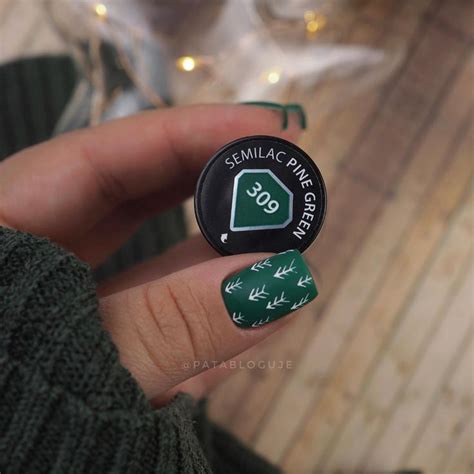 SEMILAC PINE GREEN
309
@PATABLOGUJE